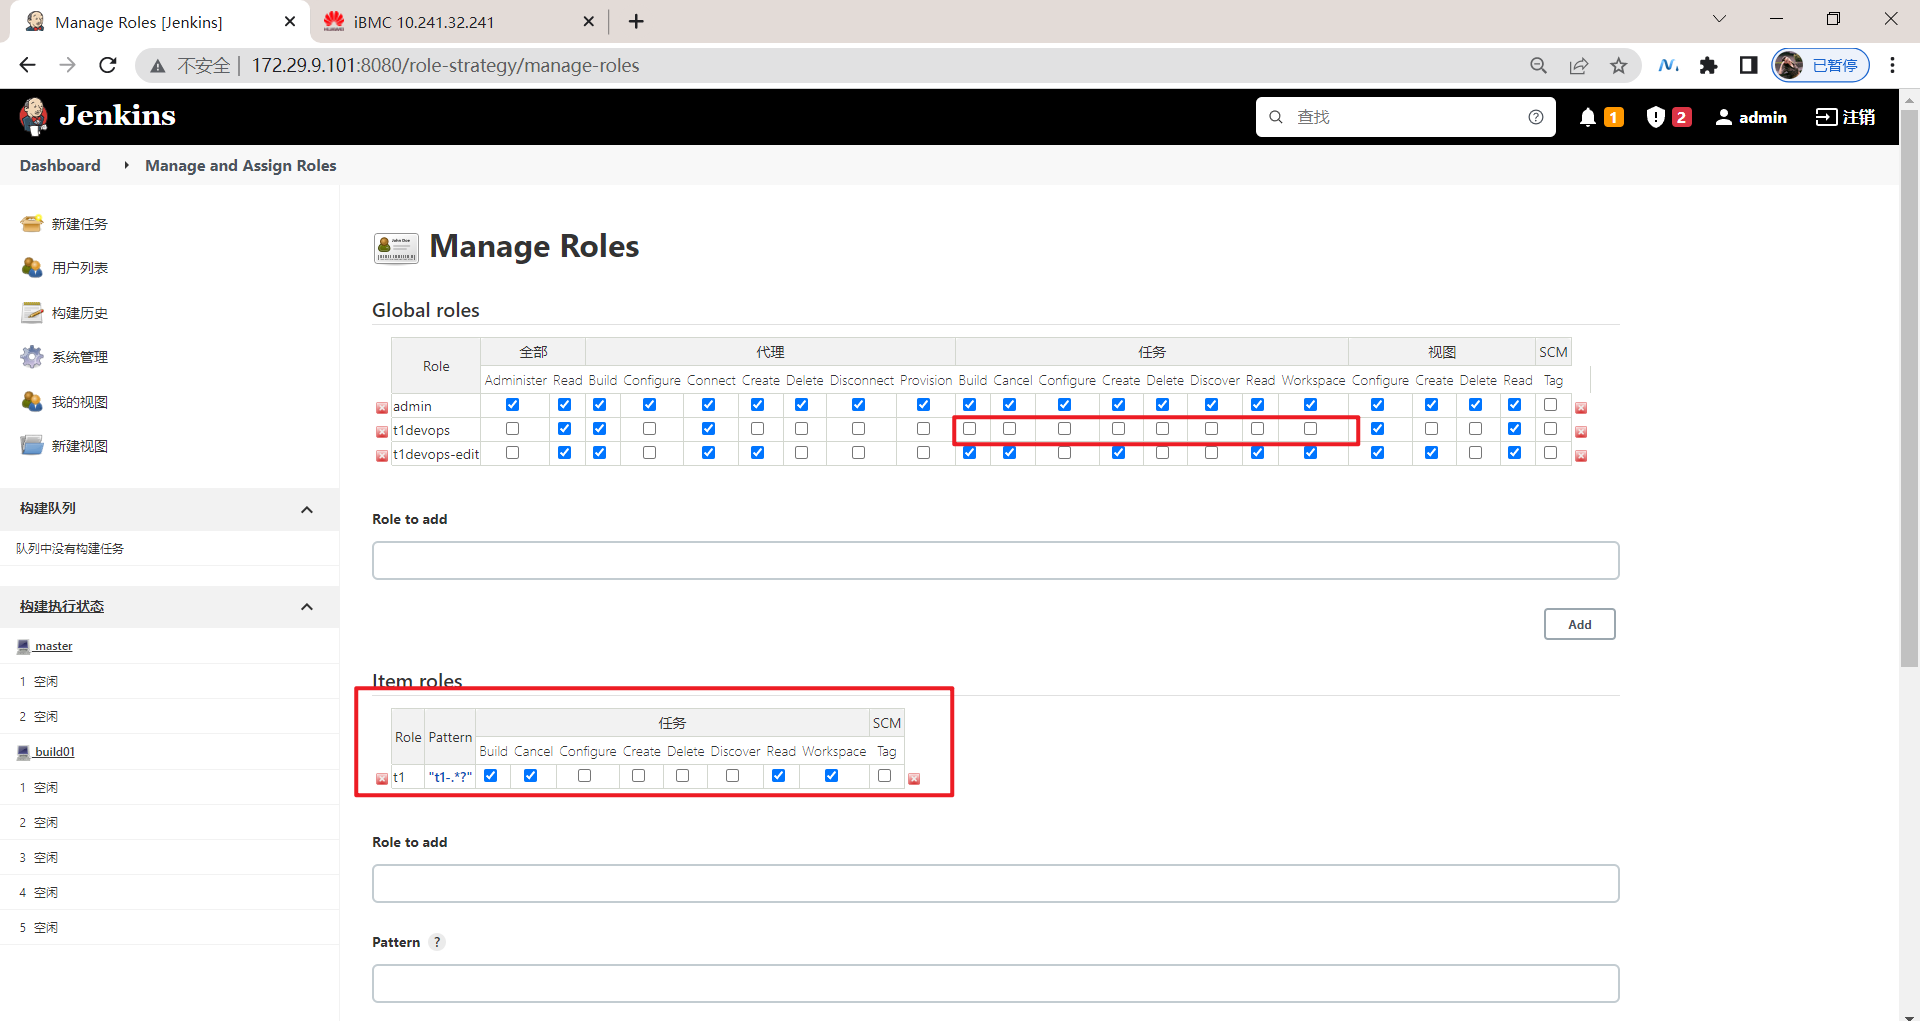 Manage Roles [Jenkins]
iBMC 10.241.32.241
不安全 172.29.9.101:8080/role-strategy/manage-roles
已暂停
Jenkins
查找
1
2
admin
注销
Dashboard
Manage and Assign Roles
新建任务
用户列表
构建历史
系统管理
我的视图
新建视图
构建队列
队列中没有构建任务
构建执行状态
master
1 空闲
2 空闲
build01
1 空闲
2 空闲
3 空闲
4 空闲
5 空闲
Manage Roles
Global roles
Role 全部 代理 任务 视图 SCM
Administer Read Build Configure Connect Create Delete Disconnect Provision Build Cancel Configure Create Delete Discover Read Workspace Configure Create Delete Read Tag
admin
t1devops
t1devops-edit
Role to add
Add
Item roles
Role Pattern 任务 SCM
Build Cancel Configure Create Delete Discover Read Workspace Tag
t1 "t1-.*?"
Role to add
Pattern ?